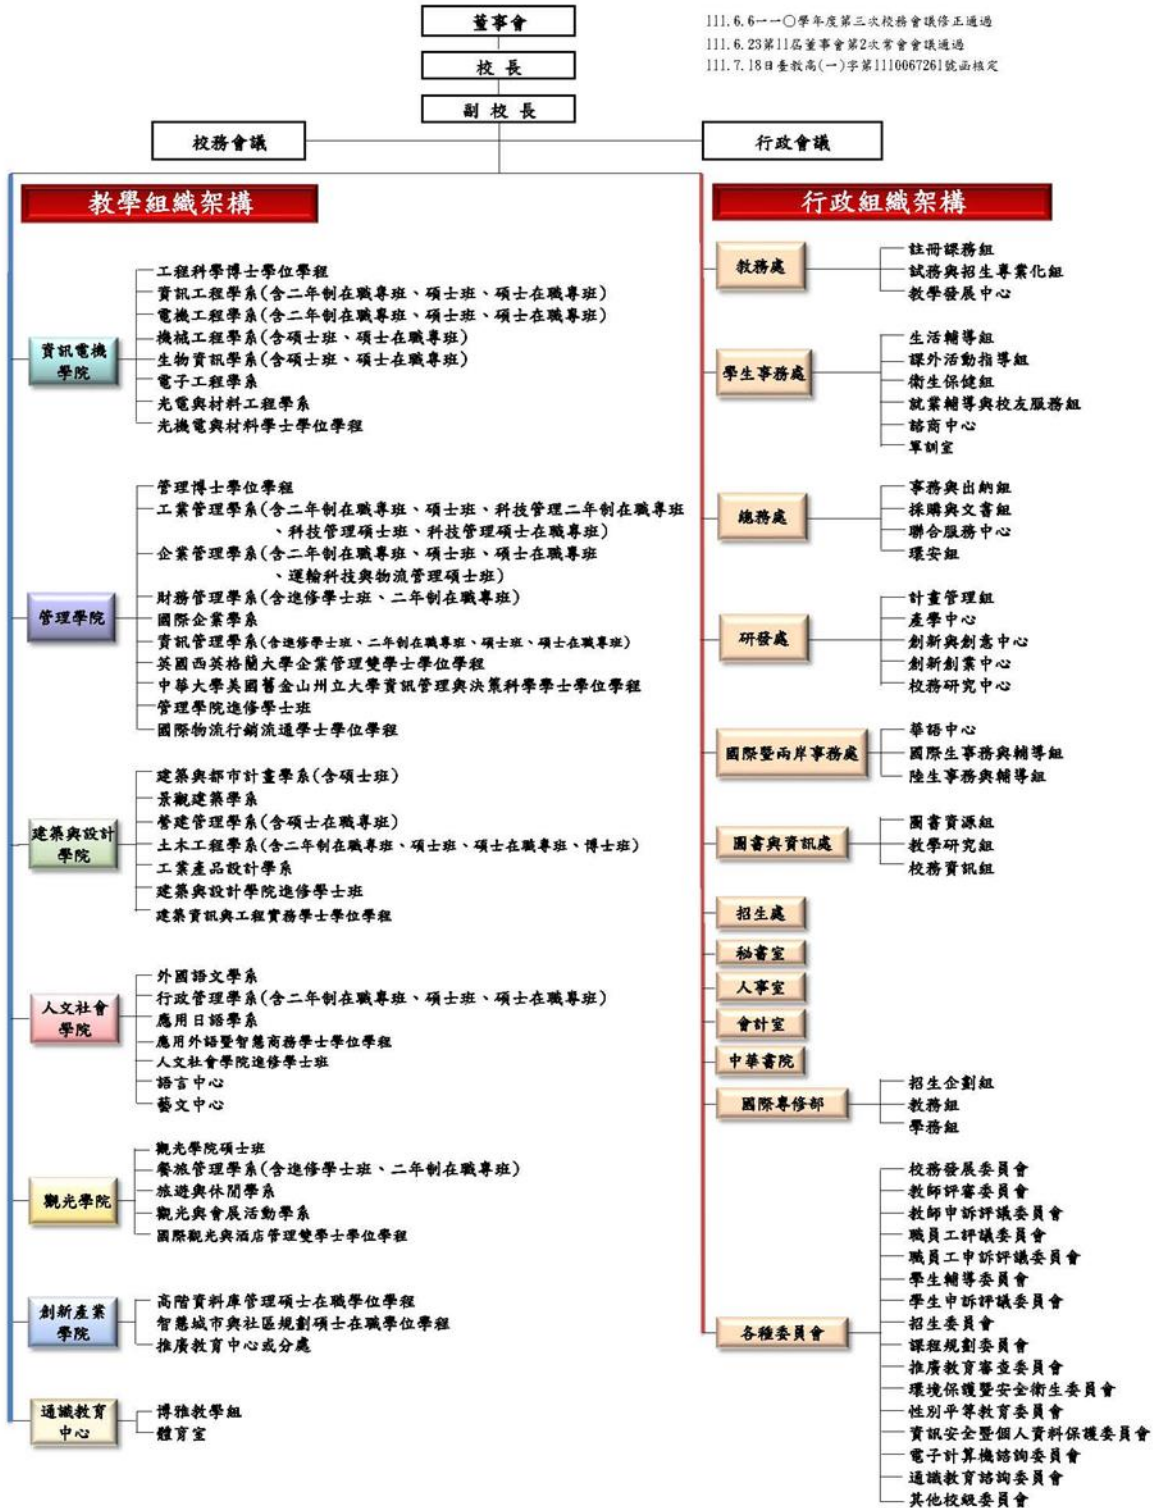 董事會
111.6.6一一○學年度第三次校務會議修正通過
111.6.23第11屆董事會第2次常會會議通過
111.7.18日臺教高(一)字第1110067261號函核定
校 長
副 校 長
校務會議
行政會議
教學組織架構
資訊電機
學院
工程科學博士學位學程
資訊工程學系(含二年制在職專班、碩士班、碩士在職專班)
電機工程學系(含二年制在職專班、碩士班、碩士在職專班)
機械工程學系(含碩士班、碩士在職專班)
生物資訊學系(含碩士班、碩士在職專班)
電子工程學系
光電與材料工程學系
光機電與材料學士學位學程
管理學院
管理博士學位學程
工業管理學系(含二年制在職專班、碩士班、科技管理二年制在職專班
、科技管理碩士班、科技管理碩士在職專班)
企業管理學系(含二年制在職專班、碩士班、碩士在職專班
、運輸科技與物流管理碩士班)
財務管理學系(含進修學士班、二年制在職專班)
國際企業學系
資訊管理學系(含進修學士班、二年制在職專班、碩士班、碩士在職專班)
英國西英格蘭大學企業管理雙學士學位學程
中華大學美國舊金山州立大學資訊管理與決策科學學士學位學程
管理學院進修學士班
國際物流行銷流通學士學位學程
建築與設計
學院
建築與都市計畫學系(含碩士班)
景觀建築學系
營建管理學系(含碩士在職專班)
土木工程學系(含二年制在職專班、碩士班、碩士在職專班、博士班)
工業產品設計學系
建築與設計學院進修學士班
建築資訊與工程實務學士學位學程
人文社會
學院
外國語文學系
行政管理學系(含二年制在職專班、碩士班、碩士在職專班)
應用日語學系
應用外語暨智慧商務學士學位學程
人文社會學院進修學士班
語言中心
藝文中心
觀光學院
觀光學院碩士班
餐旅管理學系(含進修學士班、二年制在職專班)
旅遊與休閒學系
觀光與會展活動學系
國際觀光與酒店管理雙學士學位學程
創新產業
學院
高階資料庫管理碩士在職學位學程
智慧城市與社區規劃碩士在職學位學程
推廣教育中心或分處
通識教育
中心
博雅教學組
體育室
行政組織架構
教務處
註冊課務組
試務與招生專業化組
教學發展中心
學生事務處
生活輔導組
課外活動指導組
衛生保健組
就業輔導與校友服務組
諮商中心
軍訓室
總務處
事務與出納組
採購與文書組
聯合服務中心
環安組
研發處
計畫管理組
產學中心
創新與創意中心
創新創業中心
校務研究中心
國際暨兩岸事務處
華語中心
國際生事務與輔導組
陸生事務與輔導組
圖書與資訊處
圖書資源組
教學研究組
校務資訊組
招生處
秘書室
人事室
會計室
中華書院
國際專修部
招生企劃組
教務組
學務組
各種委員會
校務發展委員會
教師評審委員會
教師申訴評議委員會
職員工評議委員會
職員工申訴評議委員會
學生輔導委員會
學生申訴評議委員會
招生委員會
課程規劃委員會
推廣教育審查委員會
環境保護暨安全衛生委員會
性別平等教育委員會
資訊安全暨個人資料保護委員會
電子計算機諮詢委員會
通識教育諮詢委員會
其他校級委員會